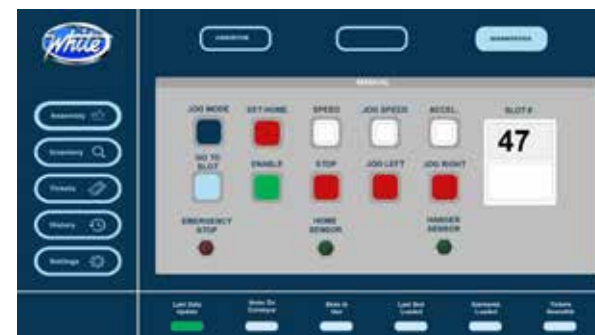 White
DIAGNOSTICS
MANUAL
JOG MODE
SET HOME
SPEED
JOG SPEED
ACCEL.
SLOT #
47
GO TO
SLOT
ENABLE
STOP
JOG LEFT
JOG RIGHT
EMERGENCY
STOP
HOME
SENSOR
HANGER
SENSOR
Assembly
Inventory
Tickets
History
Settings
Last Data
Update
Slots On
Conveyor
Slots in
Use
Last Slot
Loaded
Garments
Loaded
Tickets